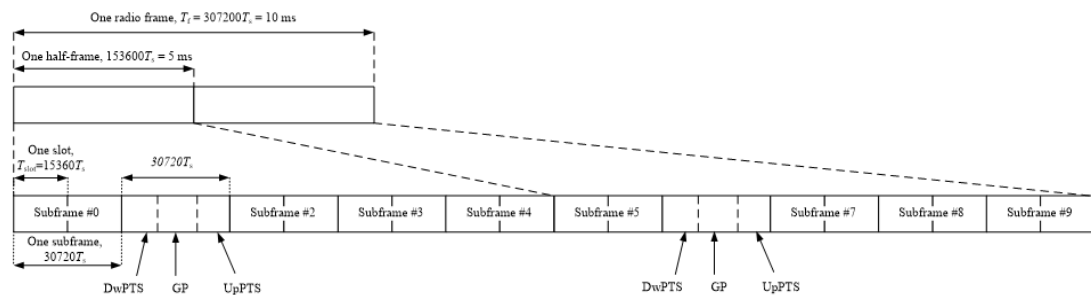 One radio frame, T_f = 307200T_s = 10 ms
One half-frame, 153600T_s = 5 ms
One slot,
T_slot=15360T_s
30720T_s
Subframe #0
Subframe #2
Subframe #3
Subframe #4
Subframe #5
Subframe #7
Subframe #8
Subframe #9
One subframe,
30720T_s
DwPTS
GP
UpPTS
DwPTS
GP
UpPTS